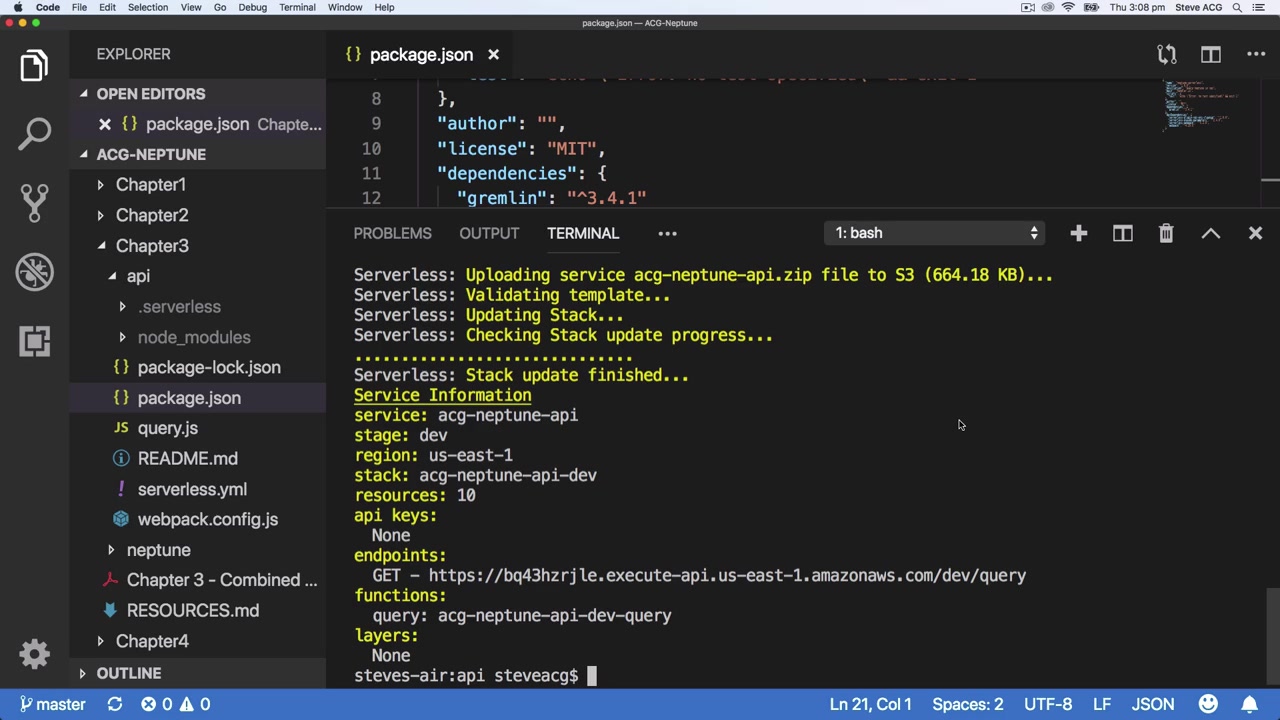 Code File Edit Selection View Go Debug Terminal Window Help Thu 3:08 pm Steve ACG
package.json — ACG-Neptune
EXPLORER
OPEN EDITORS
package.json Chapte...
ACG-NEPTUNE
Chapter1
Chapter2
Chapter3
api
.serverless
node_modules
package-lock.json
package.json
query.js
README.md
serverless.yml
webpack.config.js
neptune
Chapter 3 - Combined ...
RESOURCES.md
Chapter4
OUTLINE
package.json
8 },
9 "author": "",
10 "license": "MIT",
11 "dependencies": {
12 "gremlin": "^3.4.1"
PROBLEMS OUTPUT TERMINAL ... 1: bash
Serverless: Uploading service acg-neptune-api.zip file to S3 (664.18 KB)...
Serverless: Validating template...
Serverless: Updating Stack...
Serverless: Checking Stack update progress...
..............................
Serverless: Stack update finished...
Service Information
service: acg-neptune-api
stage: dev
region: us-east-1
stack: acg-neptune-api-dev
resources: 10
api keys:
None
endpoints:
GET - https://bq43hzrjle.execute-api.us-east-1.amazonaws.com/dev/query
functions:
query: acg-neptune-api-dev-query
layers:
None
steves-air:api steveacg$
master 0 0 Ln 21, Col 1 Spaces: 2 UTF-8 LF JSON